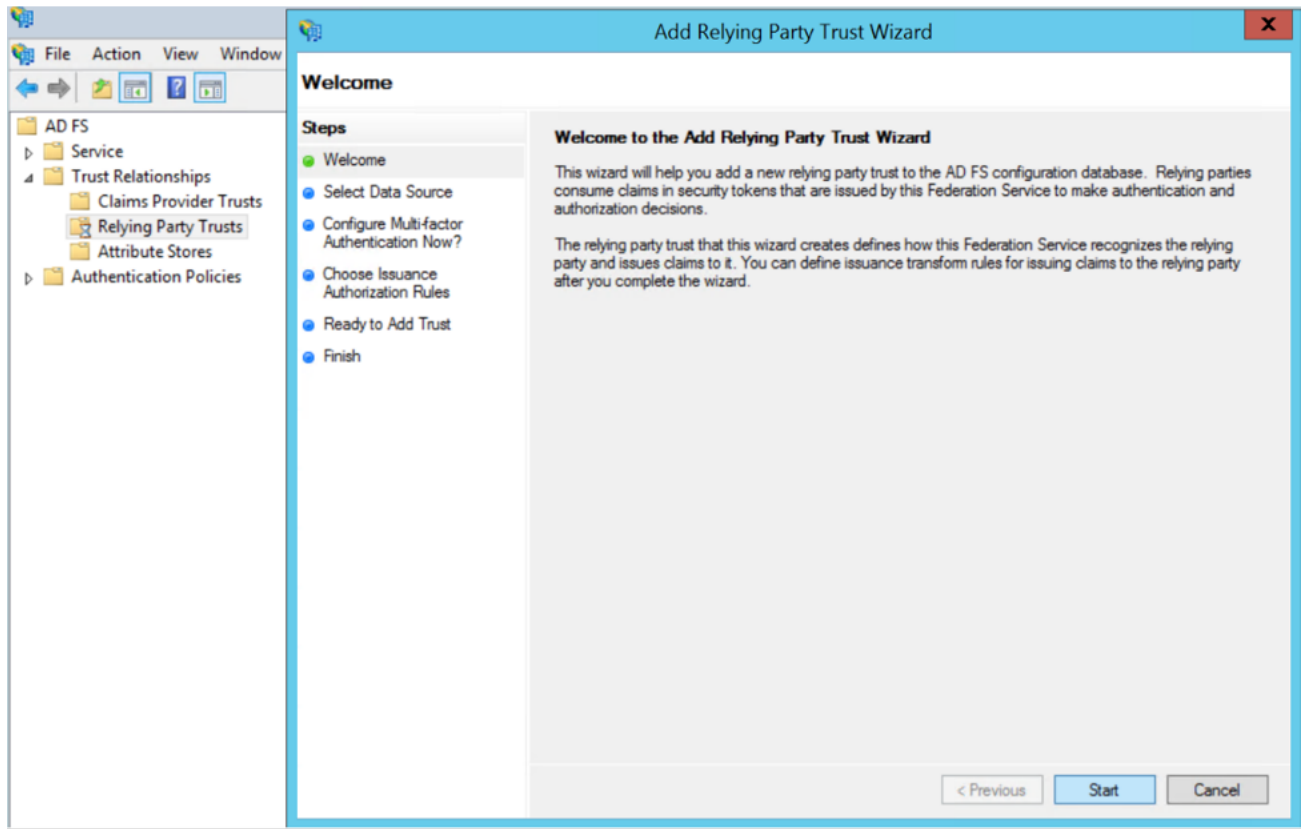 Add Relying Party Trust Wizard
X
File Action View Window
Welcome
AD FS
Service
Trust Relationships
Claims Provider Trusts
Relying Party Trusts
Attribute Stores
Authentication Policies
Steps
Welcome
Select Data Source
Configure Multi-factor
Authentication Now?
Choose Issuance
Authorization Rules
Ready to Add Trust
Finish
Welcome to the Add Relying Party Trust Wizard
This wizard will help you add a new relying party trust to the AD FS configuration database. Relying parties
consume claims in security tokens that are issued by this Federation Service to make authentication and
authorization decisions.
The relying party trust that this wizard creates defines how this Federation Service recognizes the relying
party and issues claims to it. You can define issuance transform rules for issuing claims to the relying party
after you complete the wizard.
< Previous Start Cancel